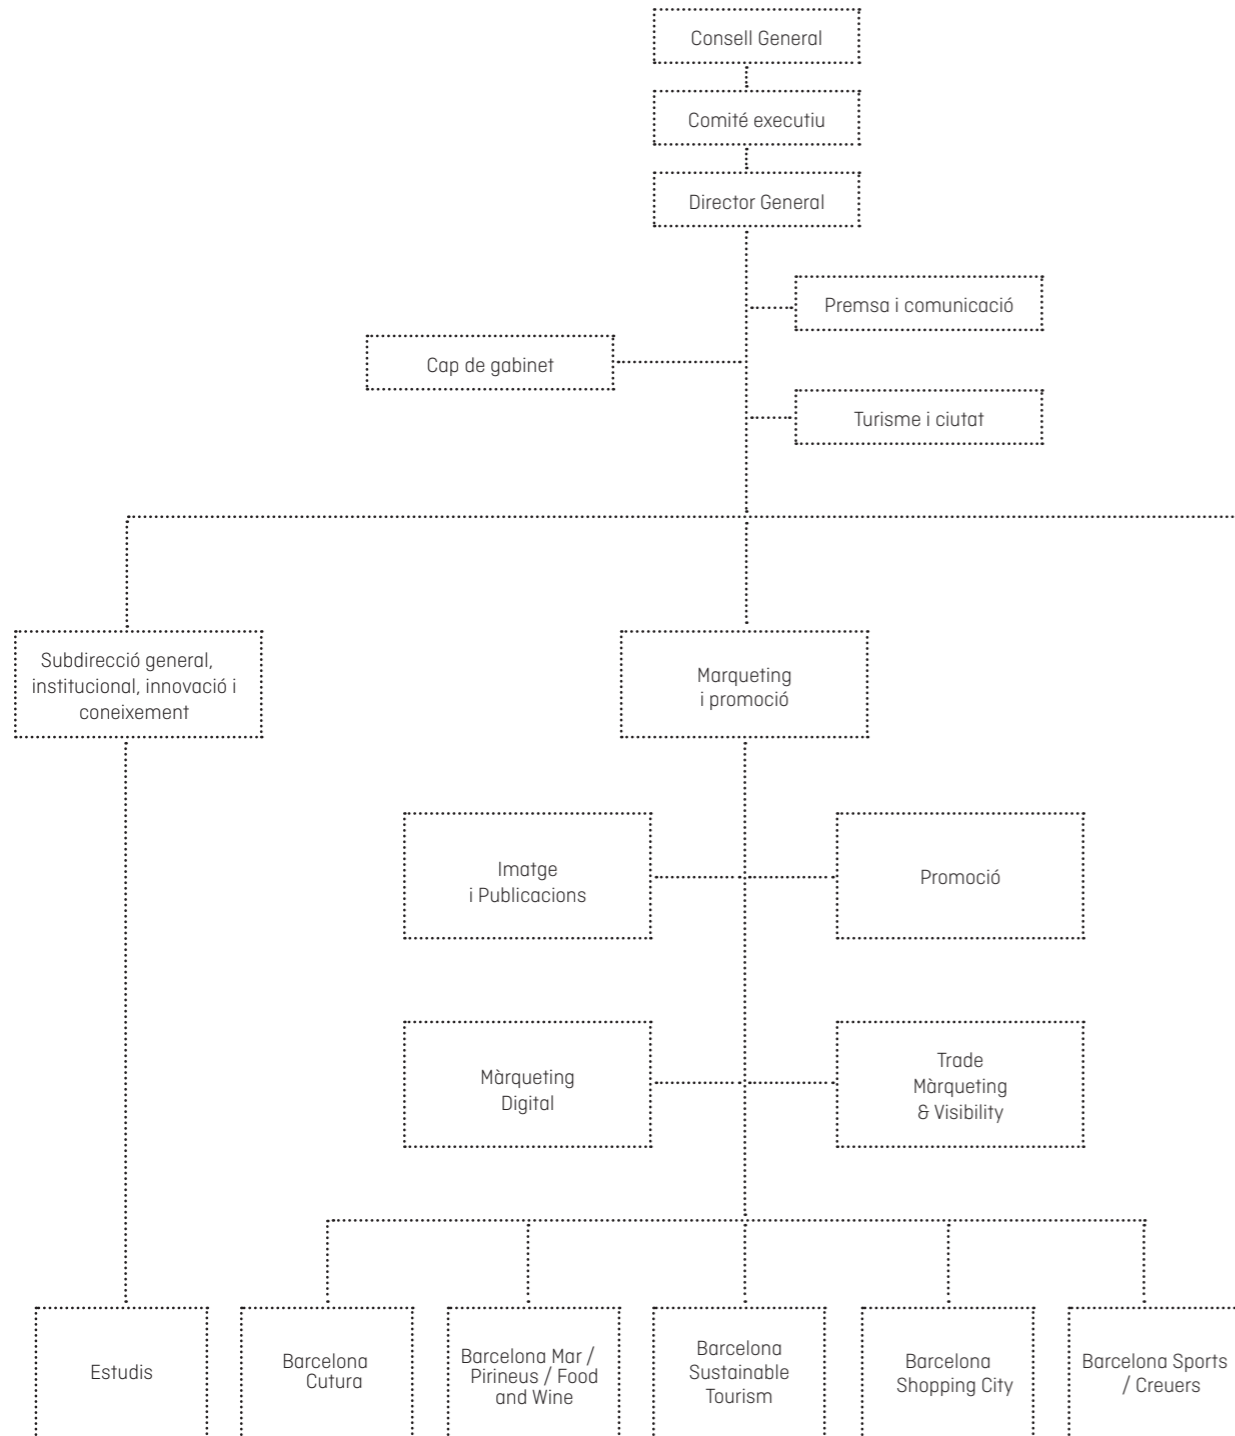 Consell General
Comité executiu
Director General
Premsa i comunicació
Cap de gabinet
Turisme i ciutat
Subdirecció general,
institucional, innovació i
coneixement
Marqueting
i promoció
Imatge
i Publicacions
Promoció
Màrqueting
Digital
Trade
Màrqueting
& Visibility
Estudis
Barcelona
Cutura
Barcelona Mar /
Pirineus / Food
and Wine
Barcelona
Sustainable
Tourism
Barcelona
Shopping City
Barcelona Sports
/ Creuers